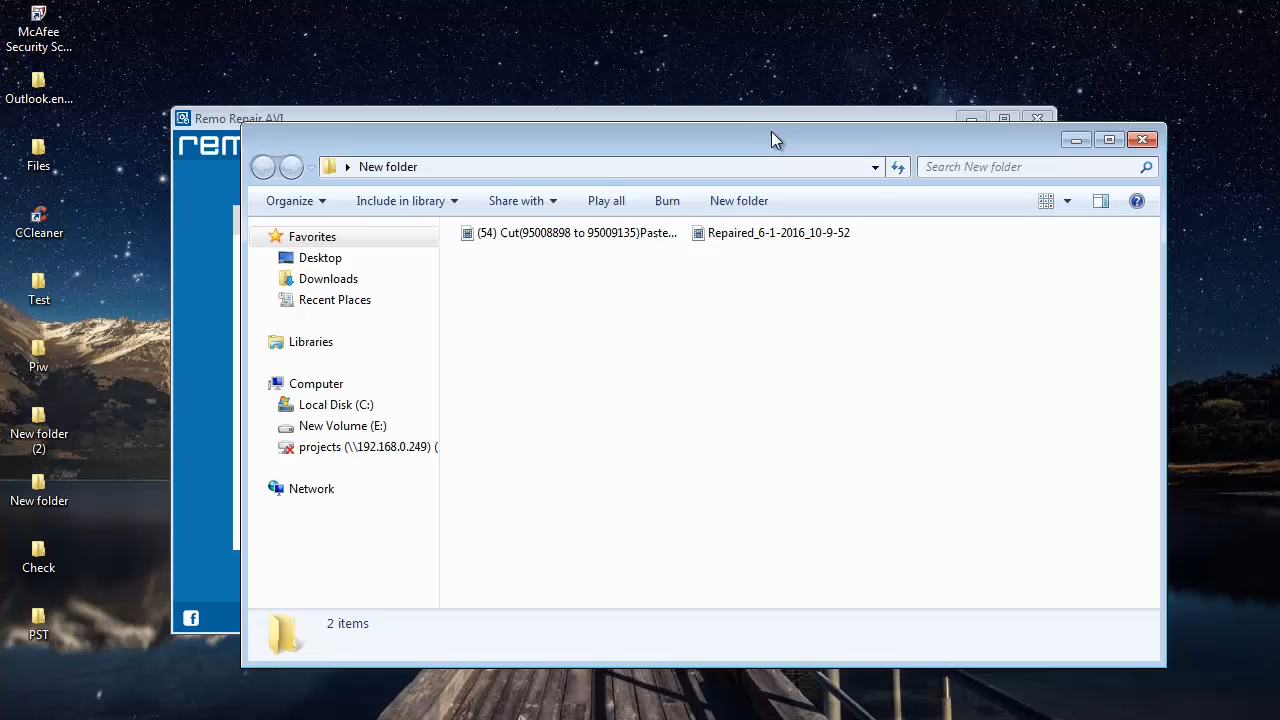 McAfee
Security Sc...
Outlook.en...
Files
CCleaner
Test
Piw
New folder
(2)
New folder
Check
PST
Remo Repair AVI
rem
New folder
Search New folder
Organize
Include in library
Share with
Play all
Burn
New folder
Favorites
Desktop
Downloads
Recent Places
Libraries
Computer
Local Disk (C:)
New Volume (E:)
projects (\\192.168.0.249) (
Network
(54) Cut(95008898 to 95009135)Paste...
Repaired_6-1-2016_10-9-52
2 items